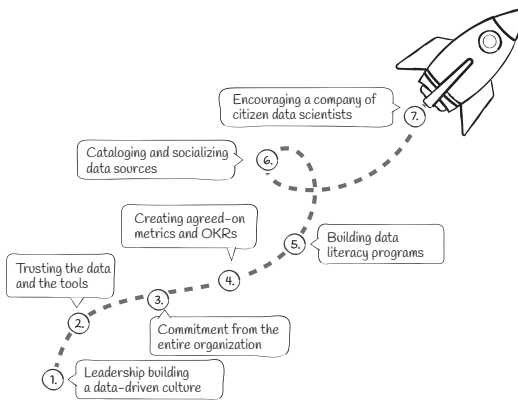 Encouraging a company of
citizen data scientists
7.
Cataloging and socializing
data sources
6.
Creating agreed-on
metrics and OKRs
5.
Building data
literacy programs
Trusting the data
and the tools
4.
3.
2.
Commitment from the
entire organization
1.
Leadership building
a data-driven culture